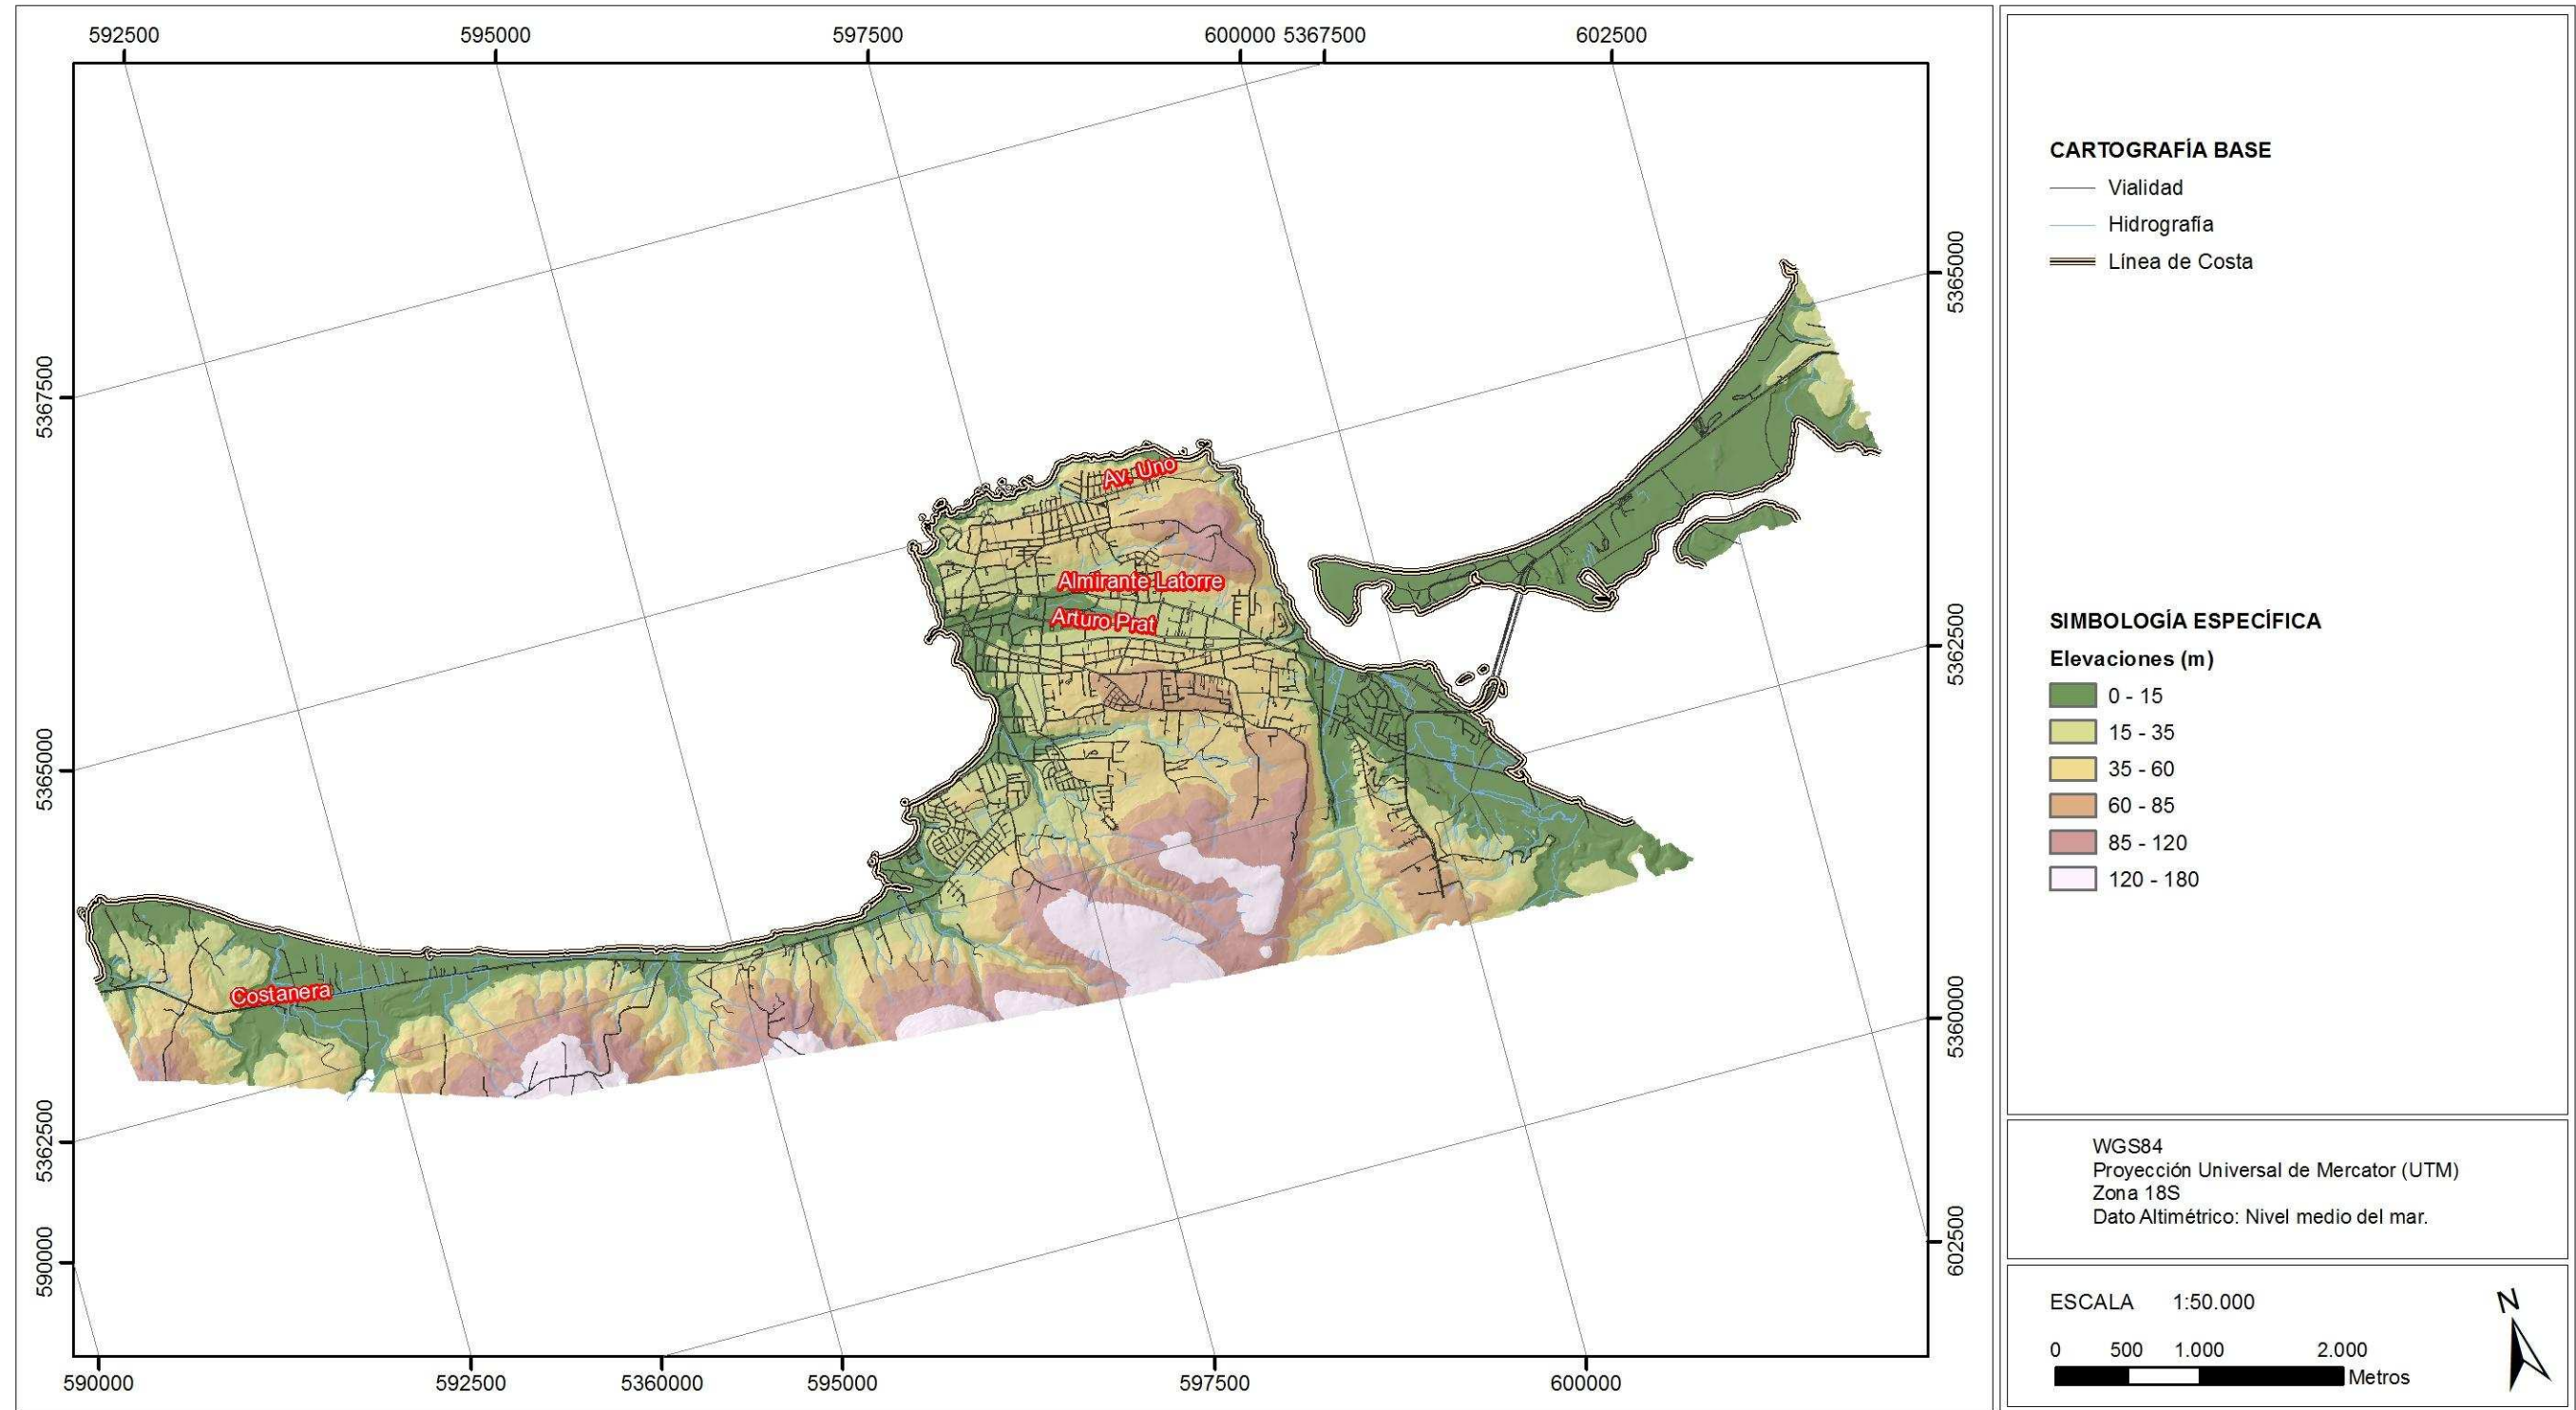 592500
595000
597500
600000
5367500
602500
5367500
5365000
5362500
590000
5365000
5362500
5360000
602500
Av. Uno
Almirante Latorre
Arturo Prat
Costanera
590000
592500
5360000
595000
597500
600000
CARTOGRAFÍA BASE
Vialidad
Hidrografía
Línea de Costa
SIMBOLOGÍA ESPECÍFICA
Elevaciones (m)
0 - 15
15 - 35
35 - 60
60 - 85
85 - 120
120 - 180
WGS84
Proyección Universal de Mercator (UTM)
Zona 18S
Dato Altimétrico: Nivel medio del mar.
ESCALA 1:50.000
N
0 500 1.000 2.000
Metros